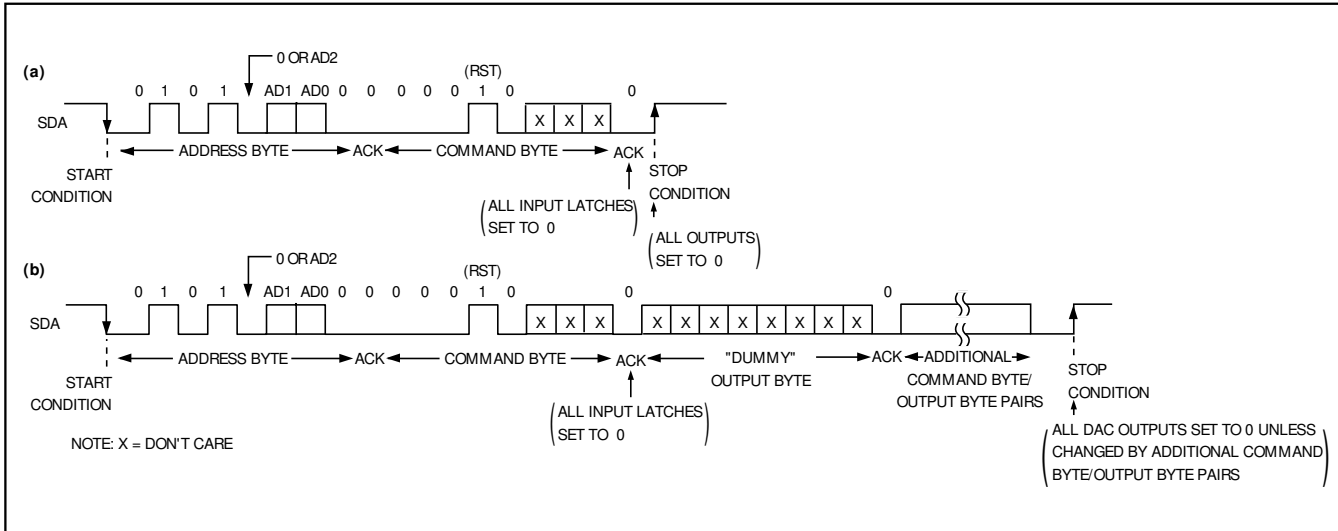 0 OR AD2
(a)
(RST)
0 1 0 1 AD1 AD0 0 0 0 0 0 1 0 0
SDA
X X X
ADDRESS BYTE ACK COMMAND BYTE ACK
START
CONDITION
STOP
CONDITION
(ALL INPUT LATCHES
SET TO 0)
(ALL OUTPUTS
SET TO 0)
0 OR AD2
(b)
(RST)
0 1 0 1 AD1 AD0 0 0 0 0 0 1 0 0 0
SDA
X X X X X X X X X X X
ADDRESS BYTE ACK COMMAND BYTE ACK "DUMMY" ACK ADDITIONAL
OUTPUT BYTE
COMMAND BYTE/
OUTPUT BYTE PAIRS
START
CONDITION
STOP
CONDITION
(ALL INPUT LATCHES
SET TO 0)
(ALL DAC OUTPUTS SET TO 0 UNLESS
CHANGED BY ADDITIONAL COMMAND
BYTE/OUTPUT BYTE PAIRS)
NOTE: X = DON'T CARE